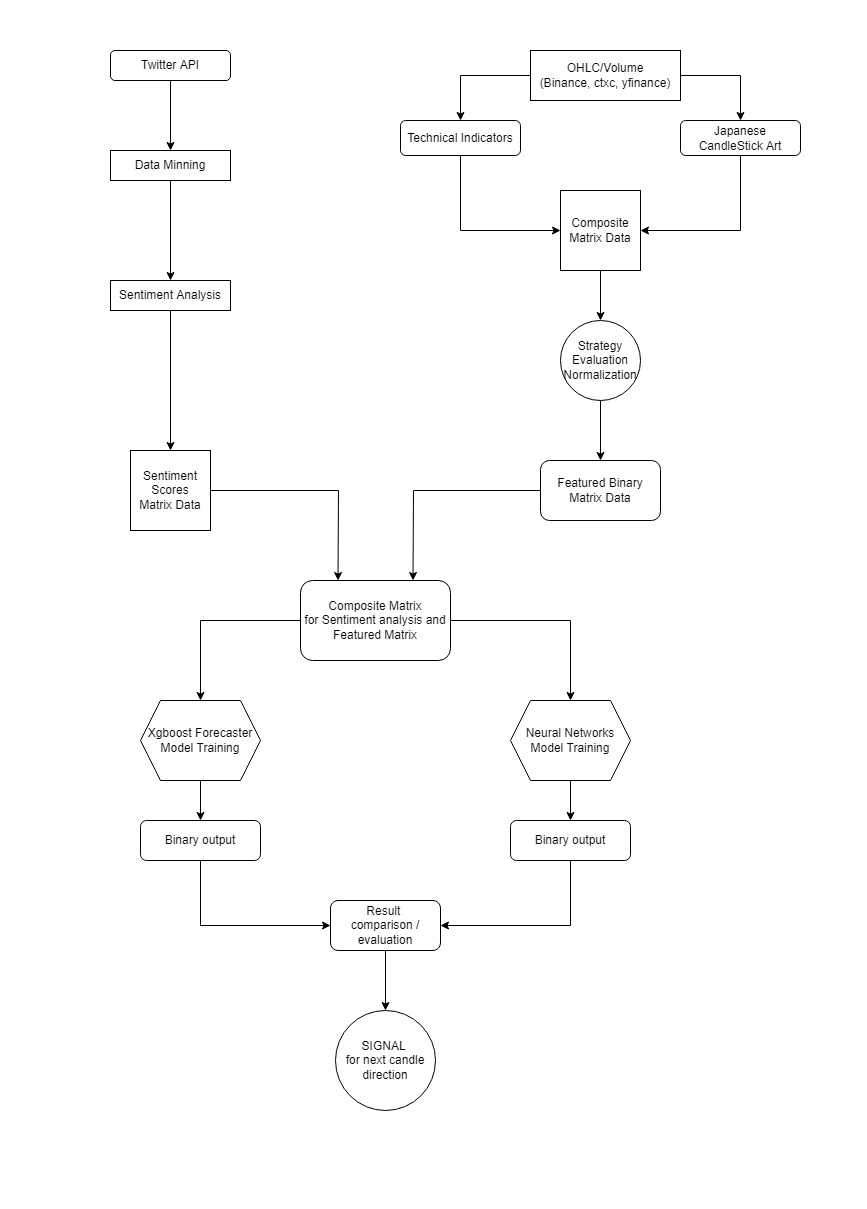 Twitter API
OHLC/Volume
(Binance, ctxc, yfinance)
Technical Indicators
Japanese
CandleStick Art
Data Minning
Composite
Matrix Data
Sentiment Analysis
Strategy
Evaluation
Normalization
Sentiment
Scores
Matrix Data
Featured Binary
Matrix Data
Composite Matrix
for Sentiment analysis and
Featured Matrix
Xgboost Forecaster
Model Training
Neural Networks
Model Training
Binary output
Binary output
Result
comparison /
evaluation
SIGNAL
for next candle
direction